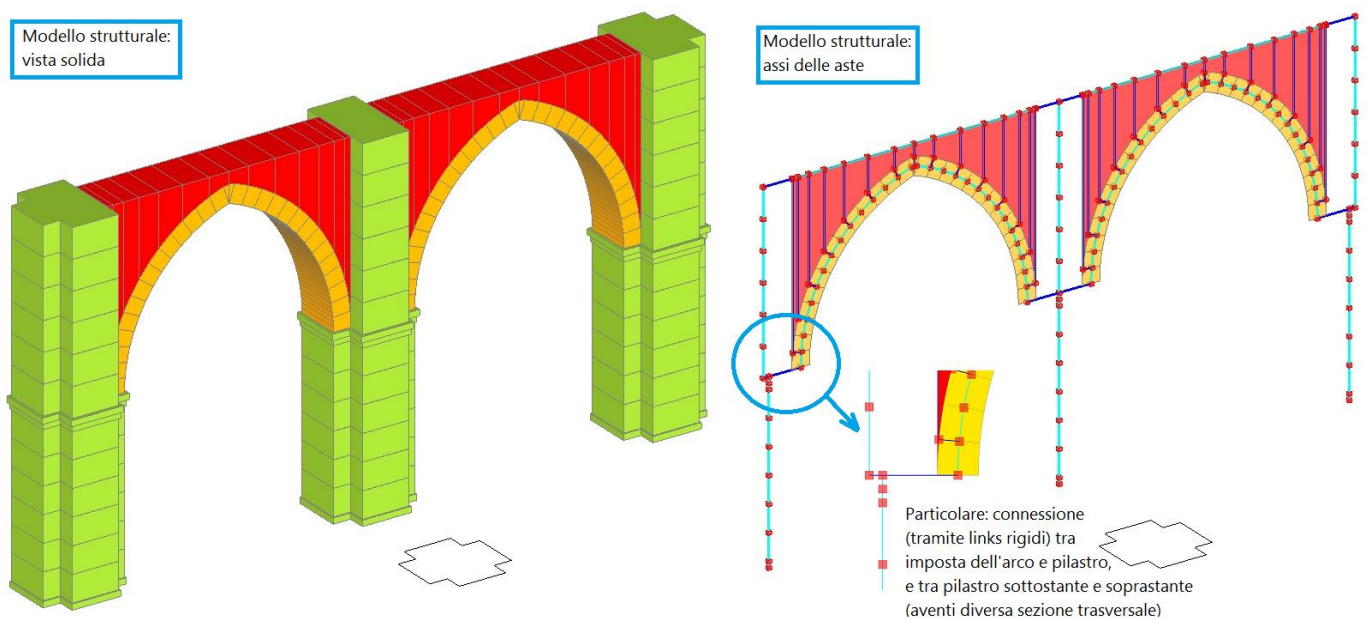 Modello strutturale:
vista solida
Modello strutturale:
assi delle aste
Particolare: connessione
(tramite links rigidi) tra
imposta dell'arco e pilastro,
e tra pilastro sottostante e soprastante
(aventi diversa sezione trasversale)